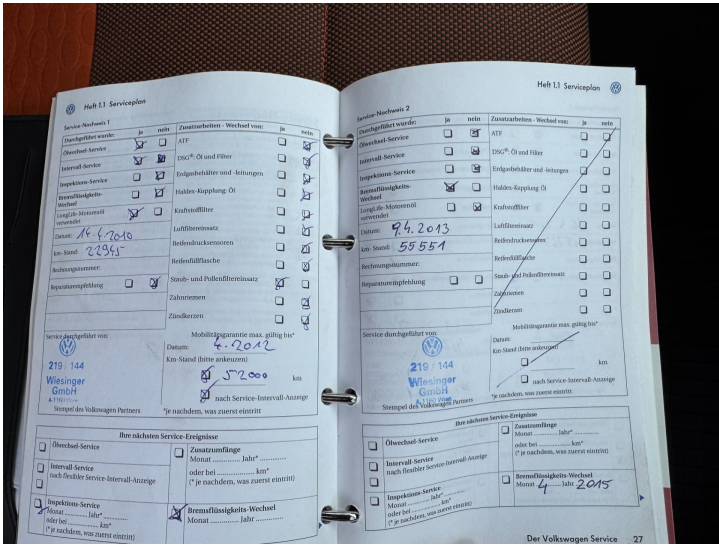 Heft 1.1 Serviceplan
Service-Nachweis 1
Durchgeführt wurde: ja nein
Ölwechsel-Service
Intervall-Service
Inspektions-Service
Bremsflüssigkeits-
Wechsel
LongLife-Motorenöl
verwendet
Datum: 14.4.2010
km-Stand: 22945
Rechnungsnummer:
Reparaturempfehlung
Zusatzarbeiten - Wechsel von: ja nein
ATF
DSG®: Öl und Filter
Erdgasbehälter und -leitungen
Haldex-Kupplung: Öl
Kraftstofffilter
Luftfiltereinsatz
Reifendrucksensoren
Reifenfüllflasche
Staub- und Pollenfiltereinsatz
Zahnriemen
Zündkerzen
Service durchgeführt von:
219 / 144
Wiesinger
GmbH
A-1160 Wien
Stempel des Volkswagen Partners
Mobilitätsgarantie max. gültig bis*
Datum: 4.2012
Km-Stand (bitte ankreuzen)
52000 km
nach Service-Intervall-Anzeige
*je nachdem, was zuerst eintritt
Ihre nächsten Service-Ereignisse
Ölwechsel-Service
Intervall-Service
nach flexibler Service-Intervall-Anzeige
Inspektions-Service
Monat ............ Jahr* ............
oder bei ............ km*
(* je nachdem, was zuerst eintritt)
Zusatzumfänge
Monat ............ Jahr* ............
oder bei ............ km*
(* je nachdem, was zuerst eintritt)
Bremsflüssigkeits-Wechsel
Monat ............ Jahr ............
Heft 1.1 Serviceplan
Service-Nachweis 2
Durchgeführt wurde: ja nein
Ölwechsel-Service
Intervall-Service
Inspektions-Service
Bremsflüssigkeits-
Wechsel
LongLife-Motorenöl
verwendet
Datum: 9.4.2013
km-Stand: 55551
Rechnungsnummer:
Reparaturempfehlung
Zusatzarbeiten - Wechsel von: ja nein
ATF
DSG®: Öl und Filter
Erdgasbehälter und -leitungen
Haldex-Kupplung: Öl
Kraftstofffilter
Luftfiltereinsatz
Reifendrucksensoren
Reifenfüllflasche
Staub- und Pollenfiltereinsatz
Zahnriemen
Zündkerzen
Service durchgeführt von:
219 / 144
Wiesinger
GmbH
A-1160 Wien
Stempel des Volkswagen Partners
Mobilitätsgarantie max. gültig bis*
Datum:
Km-Stand (bitte ankreuzen)
km
nach Service-Intervall-Anzeige
*je nachdem, was zuerst eintritt
Ihre nächsten Service-Ereignisse
Ölwechsel-Service
Intervall-Service
nach flexibler Service-Intervall-Anzeige
Inspektions-Service
Monat ............ Jahr* ............
oder bei ............ km*
(* je nachdem, was zuerst eintritt)
Zusatzumfänge
Monat ............ Jahr* ............
oder bei ............ km*
(* je nachdem, was zuerst eintritt)
Bremsflüssigkeits-Wechsel
Monat 4 Jahr 2015
Der Volkswagen Service 27